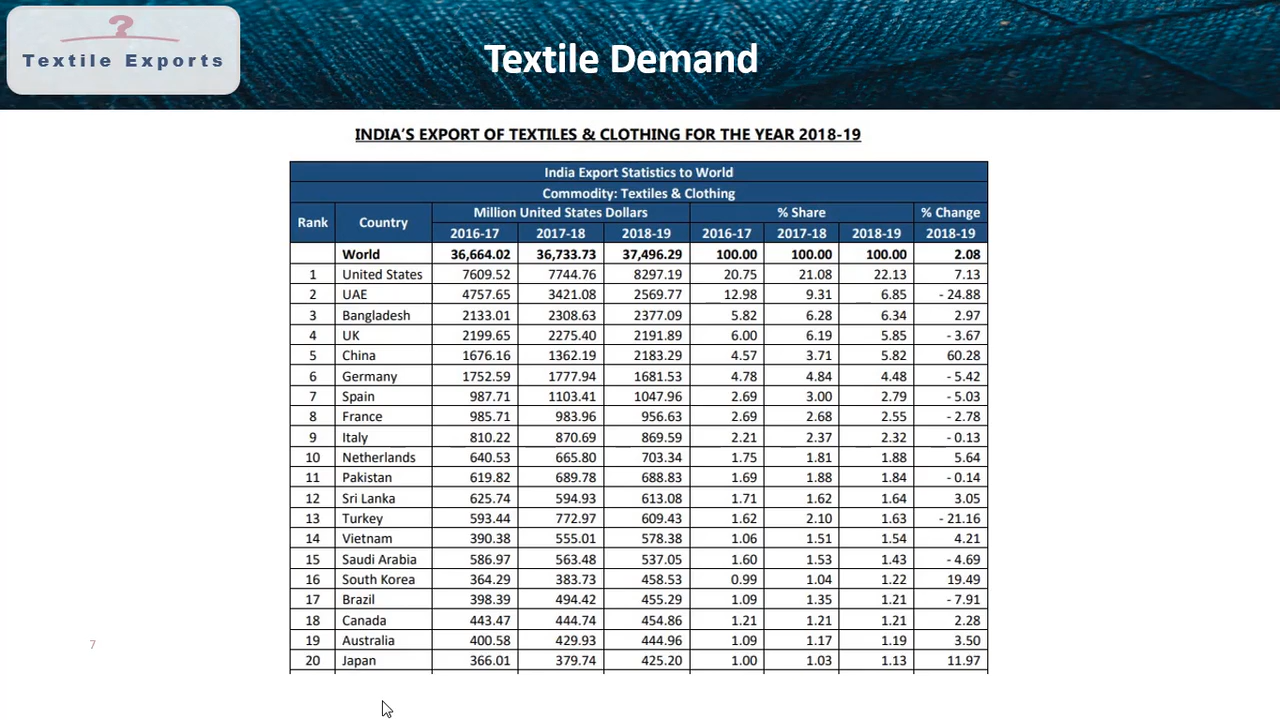 ?
Textile Exports
Textile Demand
INDIA'S EXPORT OF TEXTILES & CLOTHING FOR THE YEAR 2018-19
India Export Statistics to World
Commodity: Textiles & Clothing
Rank Country Million United States Dollars % Share % Change
2016-17 2017-18 2018-19 2016-17 2017-18 2018-19 2018-19
World 36,664.02 36,733.73 37,496.29 100.00 100.00 100.00 2.08
1 United States 7609.52 7744.76 8297.19 20.75 21.08 22.13 7.13
2 UAE 4757.65 3421.08 2569.77 12.98 9.31 6.85 - 24.88
3 Bangladesh 2133.01 2308.63 2377.09 5.82 6.28 6.34 2.97
4 UK 2199.65 2275.40 2191.89 6.00 6.19 5.85 - 3.67
5 China 1676.16 1362.19 2183.29 4.57 3.71 5.82 60.28
6 Germany 1752.59 1777.94 1681.53 4.78 4.84 4.48 - 5.42
7 Spain 987.71 1103.41 1047.96 2.69 3.00 2.79 - 5.03
8 France 985.71 983.96 956.63 2.69 2.68 2.55 - 2.78
9 Italy 810.22 870.69 869.59 2.21 2.37 2.32 - 0.13
10 Netherlands 640.53 665.80 703.34 1.75 1.81 1.88 5.64
11 Pakistan 619.82 689.78 688.83 1.69 1.88 1.84 - 0.14
12 Sri Lanka 625.74 594.93 613.08 1.71 1.62 1.64 3.05
13 Turkey 593.44 772.97 609.43 1.62 2.10 1.63 - 21.16
14 Vietnam 390.38 555.01 578.38 1.06 1.51 1.54 4.21
15 Saudi Arabia 586.97 563.48 537.05 1.60 1.53 1.43 - 4.69
16 South Korea 364.29 383.73 458.53 0.99 1.04 1.22 19.49
17 Brazil 398.39 494.42 455.29 1.09 1.35 1.21 - 7.91
18 Canada 443.47 444.74 454.86 1.21 1.21 1.21 2.28
19 Australia 400.58 429.93 444.96 1.09 1.17 1.19 3.50
20 Japan 366.01 379.74 425.20 1.00 1.03 1.13 11.97
7